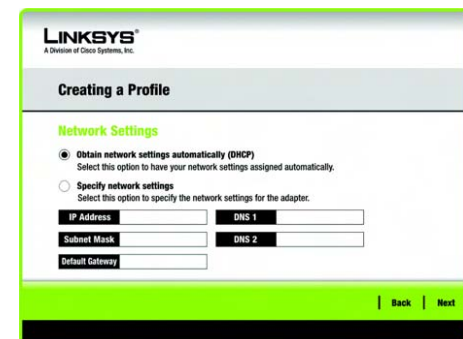 LINKSYS®
A Division of Cisco Systems, Inc.
Creating a Profile
Network Settings
Obtain network settings automatically (DHCP)
Select this option to have your network settings assigned automatically.
Specify network settings
Select this option to specify the network settings for the adapter.
IP Address DNS 1
Subnet Mask DNS 2
Default Gateway
Back Next